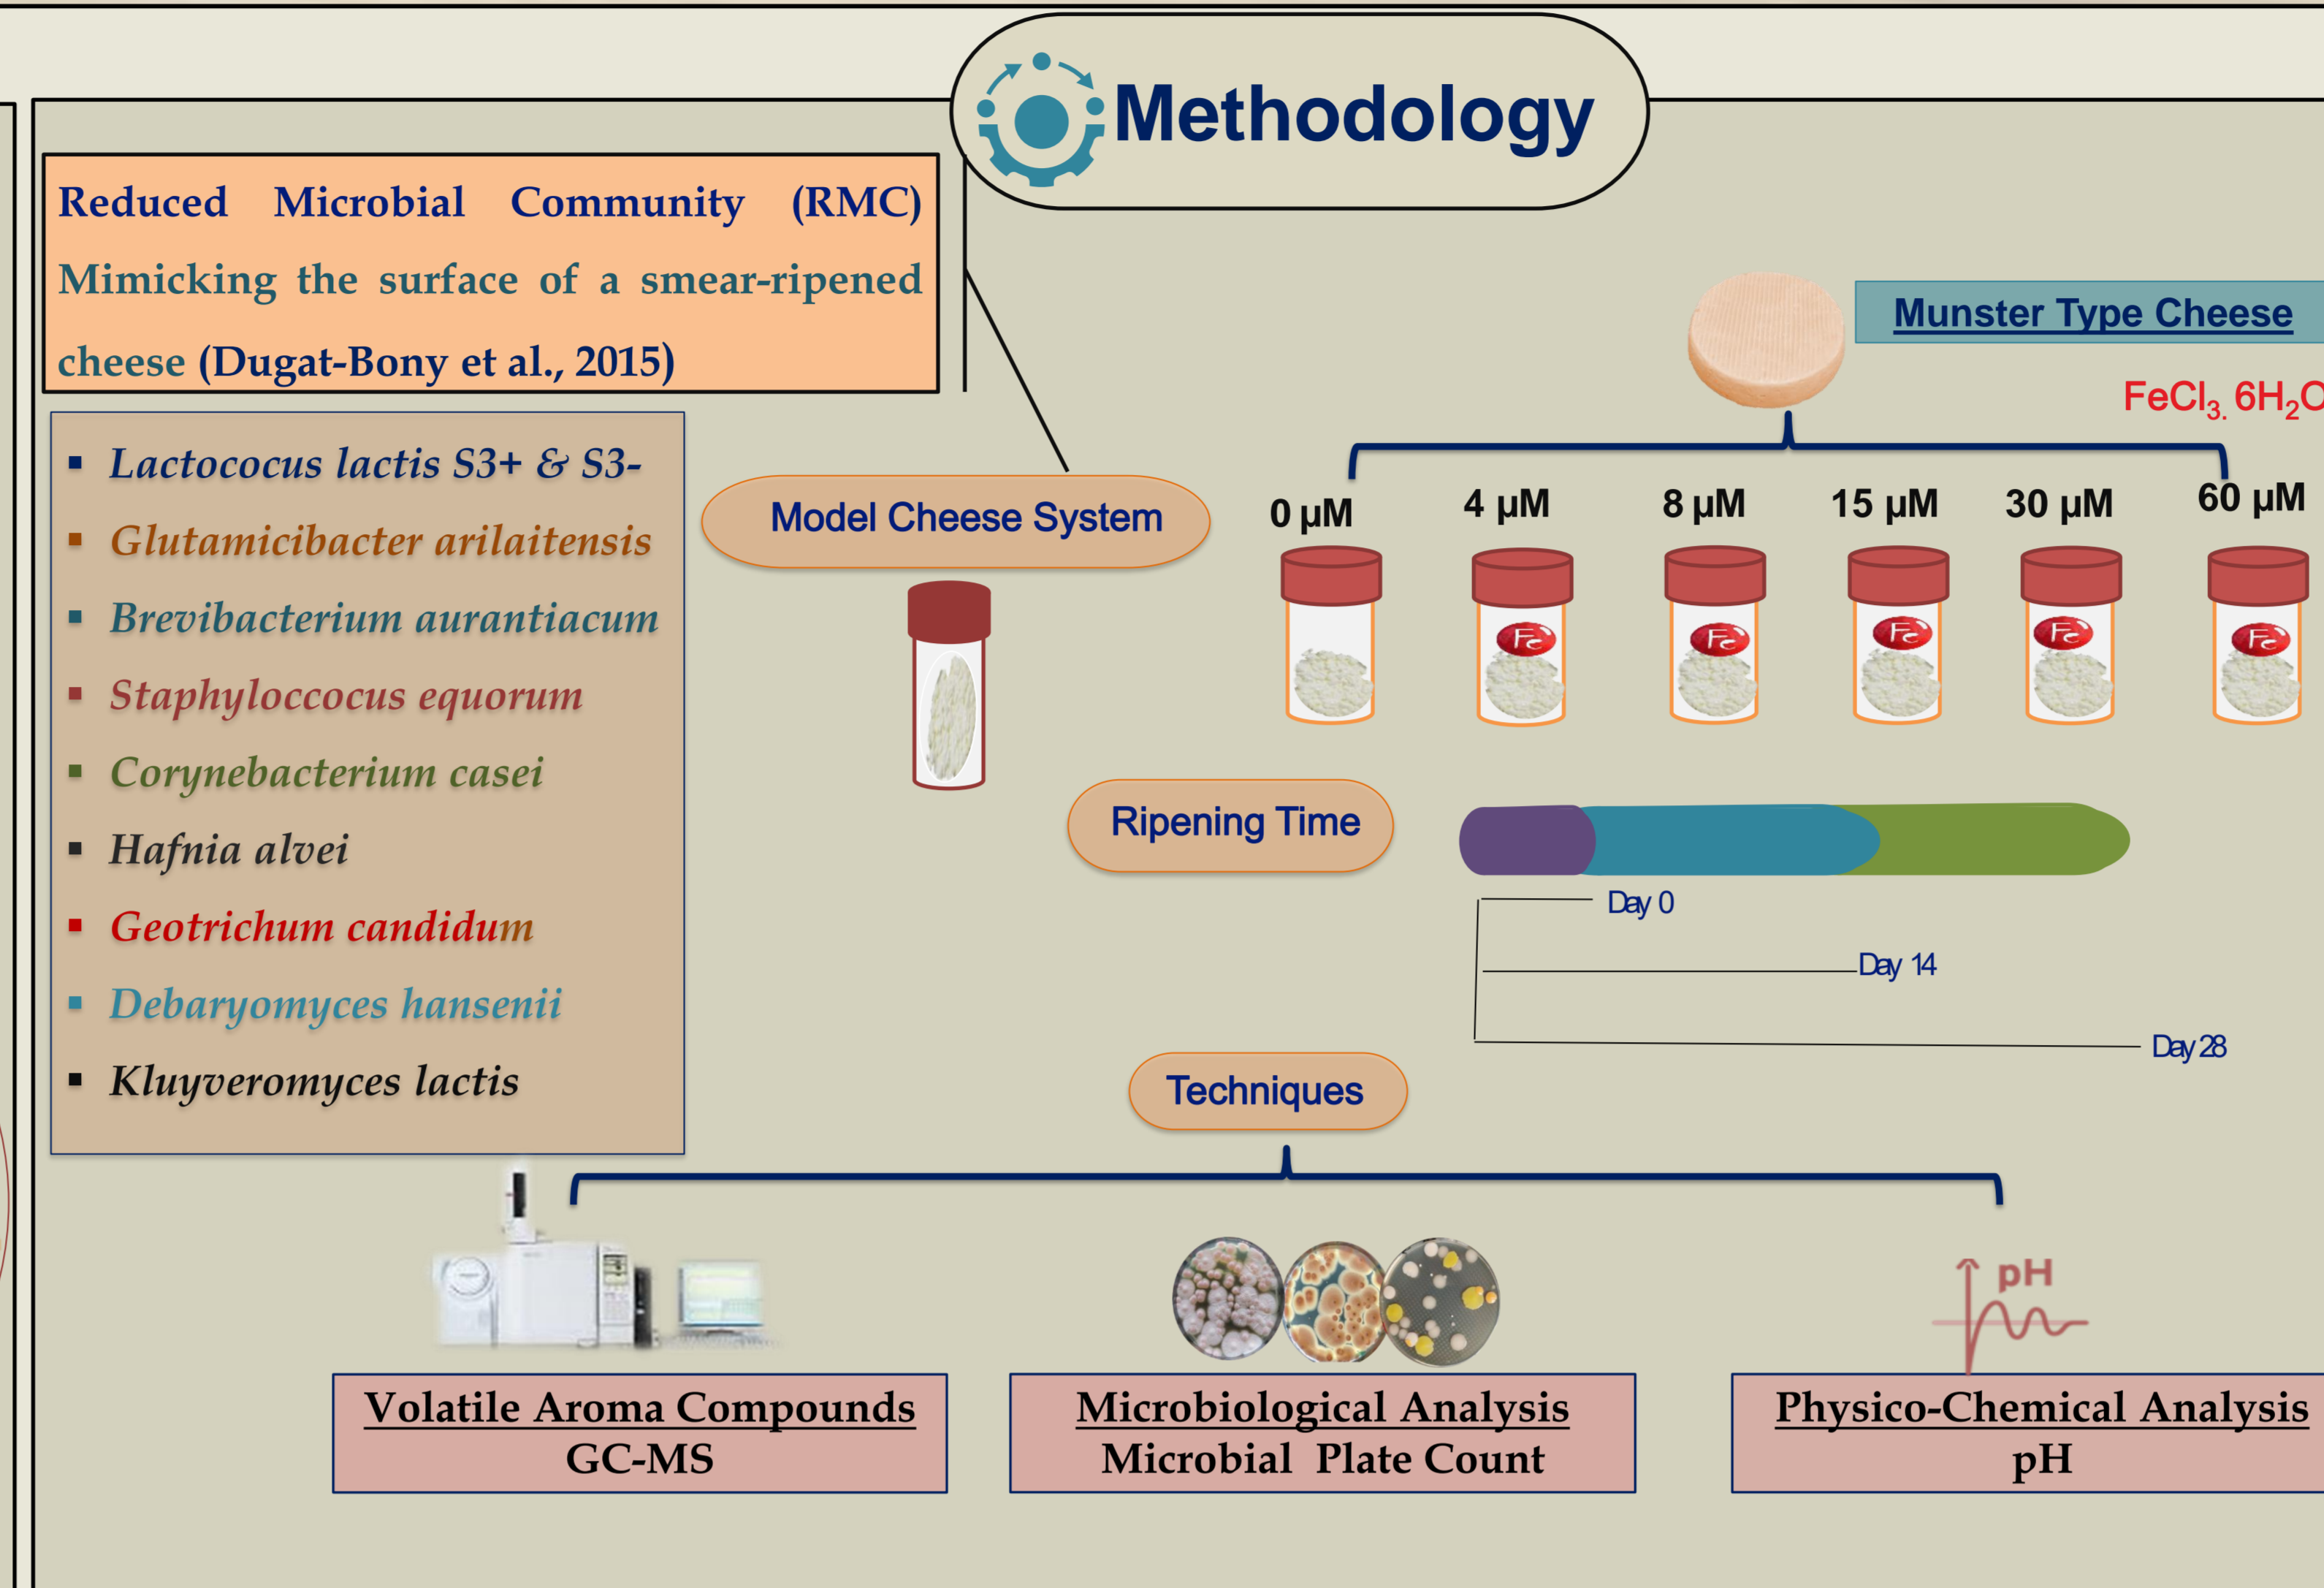 Methodology
Reduced Microbial Community (RMC)
Mimicking the surface of a smear-ripened
cheese (Dugat-Bony et al., 2015)
▪ Lactococus lactis S3+ & S3-
▪ Glutamicibacter arilaitensis
▪ Brevibacterium aurantiacum
▪ Staphyloccocus equorum
▪ Corynebacterium casei
▪ Hafnia alvei
▪ Geotrichum candidum
▪ Debaryomyces hansenii
▪ Kluyveromyces lactis
Model Cheese System
Munster Type Cheese
FeCl3. 6H2O
0 µM 4 µM 8 µM 15 µM 30 µM 60 µM
Fe Fe Fe Fe Fe
Ripening Time
Day 0
Day 14
Day 28
Techniques
pH
Volatile Aroma Compounds
GC-MS
Microbiological Analysis
Microbial Plate Count
Physico-Chemical Analysis
pH